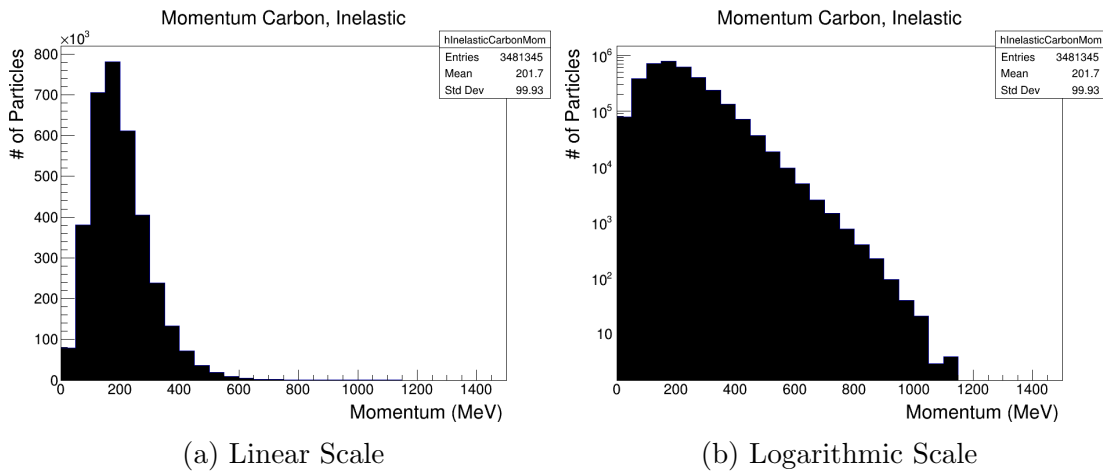 Momentum Carbon, Inelastic
×10³
hInelasticCarbonMom
Entries 3481345
Mean 201.7
Std Dev 99.93
# of Particles
800
700
600
500
400
300
200
100
0
0 200 400 600 800 1000 1200 1400
Momentum (MeV)
(a) Linear Scale
Momentum Carbon, Inelastic
hInelasticCarbonMom
Entries 3481345
Mean 201.7
Std Dev 99.93
# of Particles
10⁶
10⁵
10⁴
10³
10²
10
0 200 400 600 800 1000 1200 1400
Momentum (MeV)
(b) Logarithmic Scale